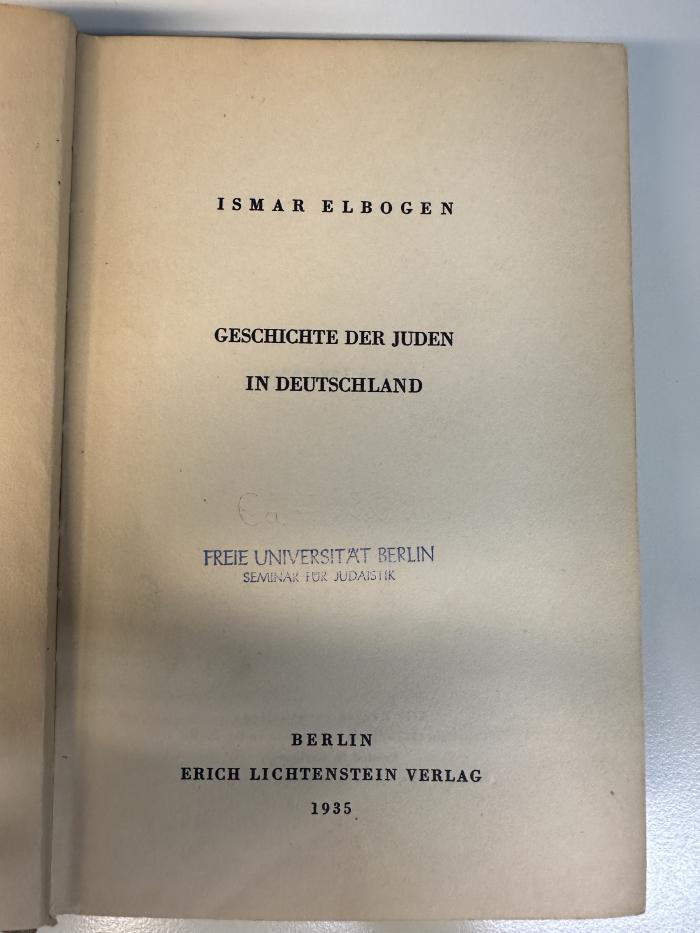 ISMAR ELBOGEN
GESCHICHTE DER JUDEN
IN DEUTSCHLAND
FREIE UNIVERSITÄT BERLIN
SEMINAR FÜR JUDAISTIK
BERLIN
ERICH LICHTENSTEIN VERLAG
1935